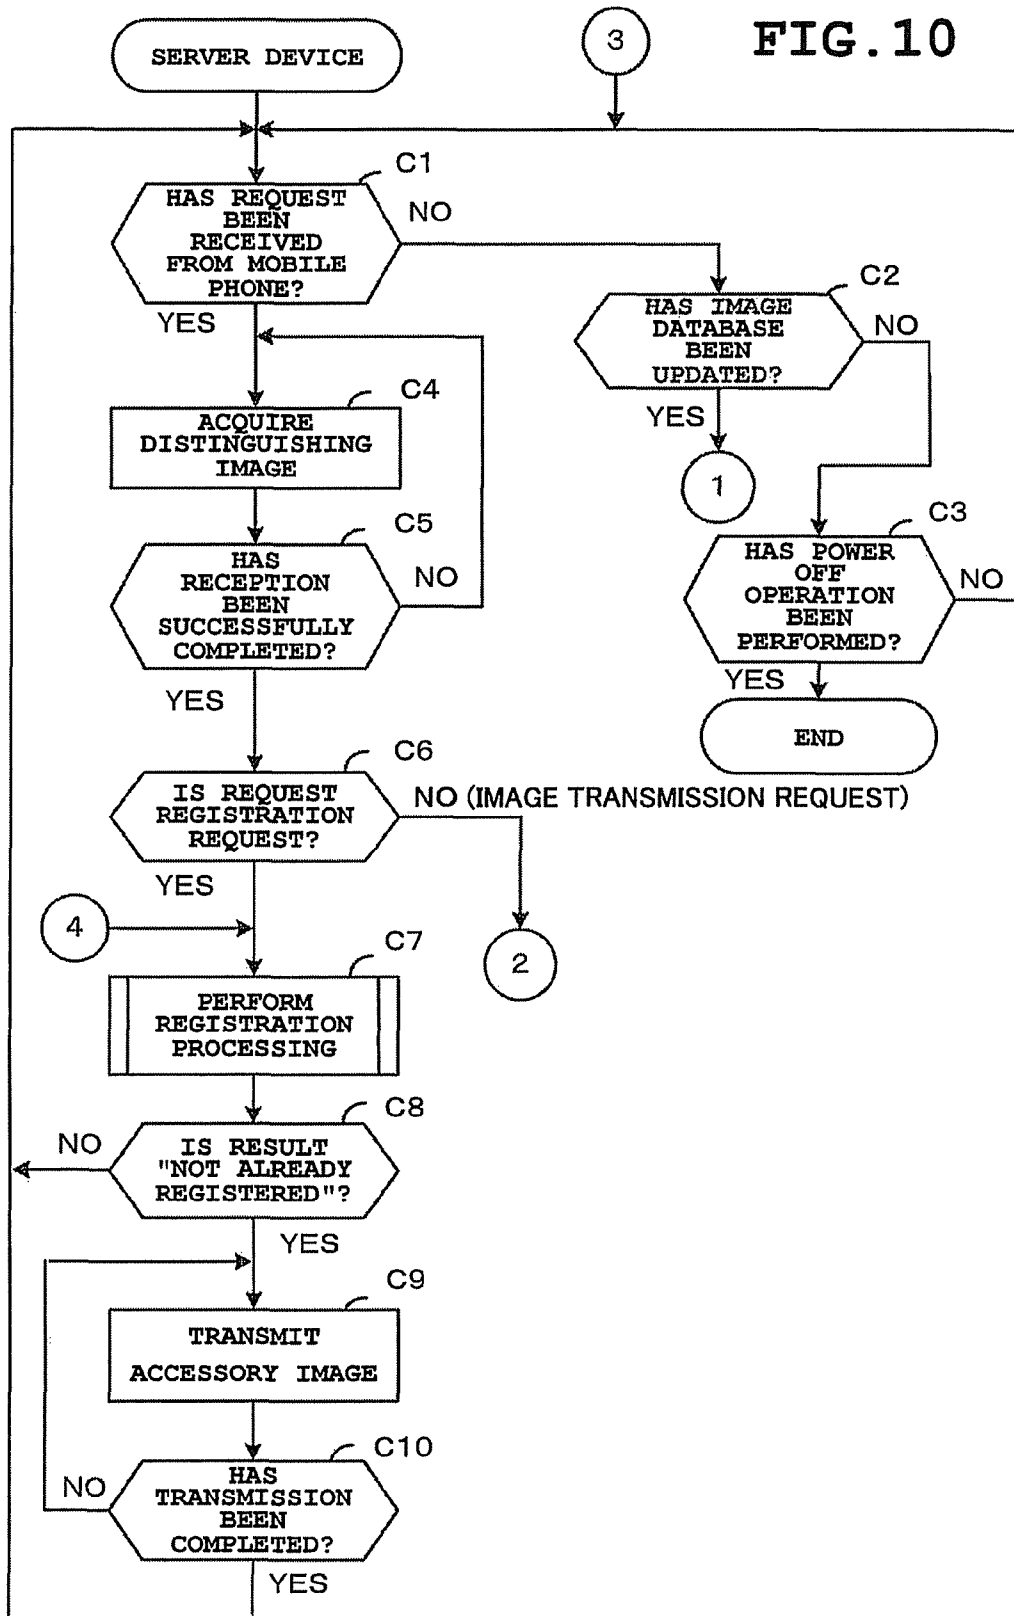 FIG.10
SERVER DEVICE
3
C1
HAS REQUEST
BEEN
RECEIVED
FROM MOBILE
PHONE?
NO
YES
C2
HAS IMAGE
DATABASE
BEEN
UPDATED?
NO
YES
1
C4
ACQUIRE
DISTINGUISHING
IMAGE
C5
HAS
RECEPTION
BEEN
SUCCESSFULLY
COMPLETED?
NO
YES
C3
HAS POWER
OFF
OPERATION
BEEN
PERFORMED?
NO
YES
END
C6
IS REQUEST
REGISTRATION
REQUEST?
NO (IMAGE TRANSMISSION REQUEST)
YES
4
2
C7
PERFORM
REGISTRATION
PROCESSING
C8
IS RESULT
"NOT ALREADY
REGISTERED"?
NO
YES
C9
TRANSMIT
ACCESSORY IMAGE
C10
HAS
TRANSMISSION
BEEN
COMPLETED?
NO
YES